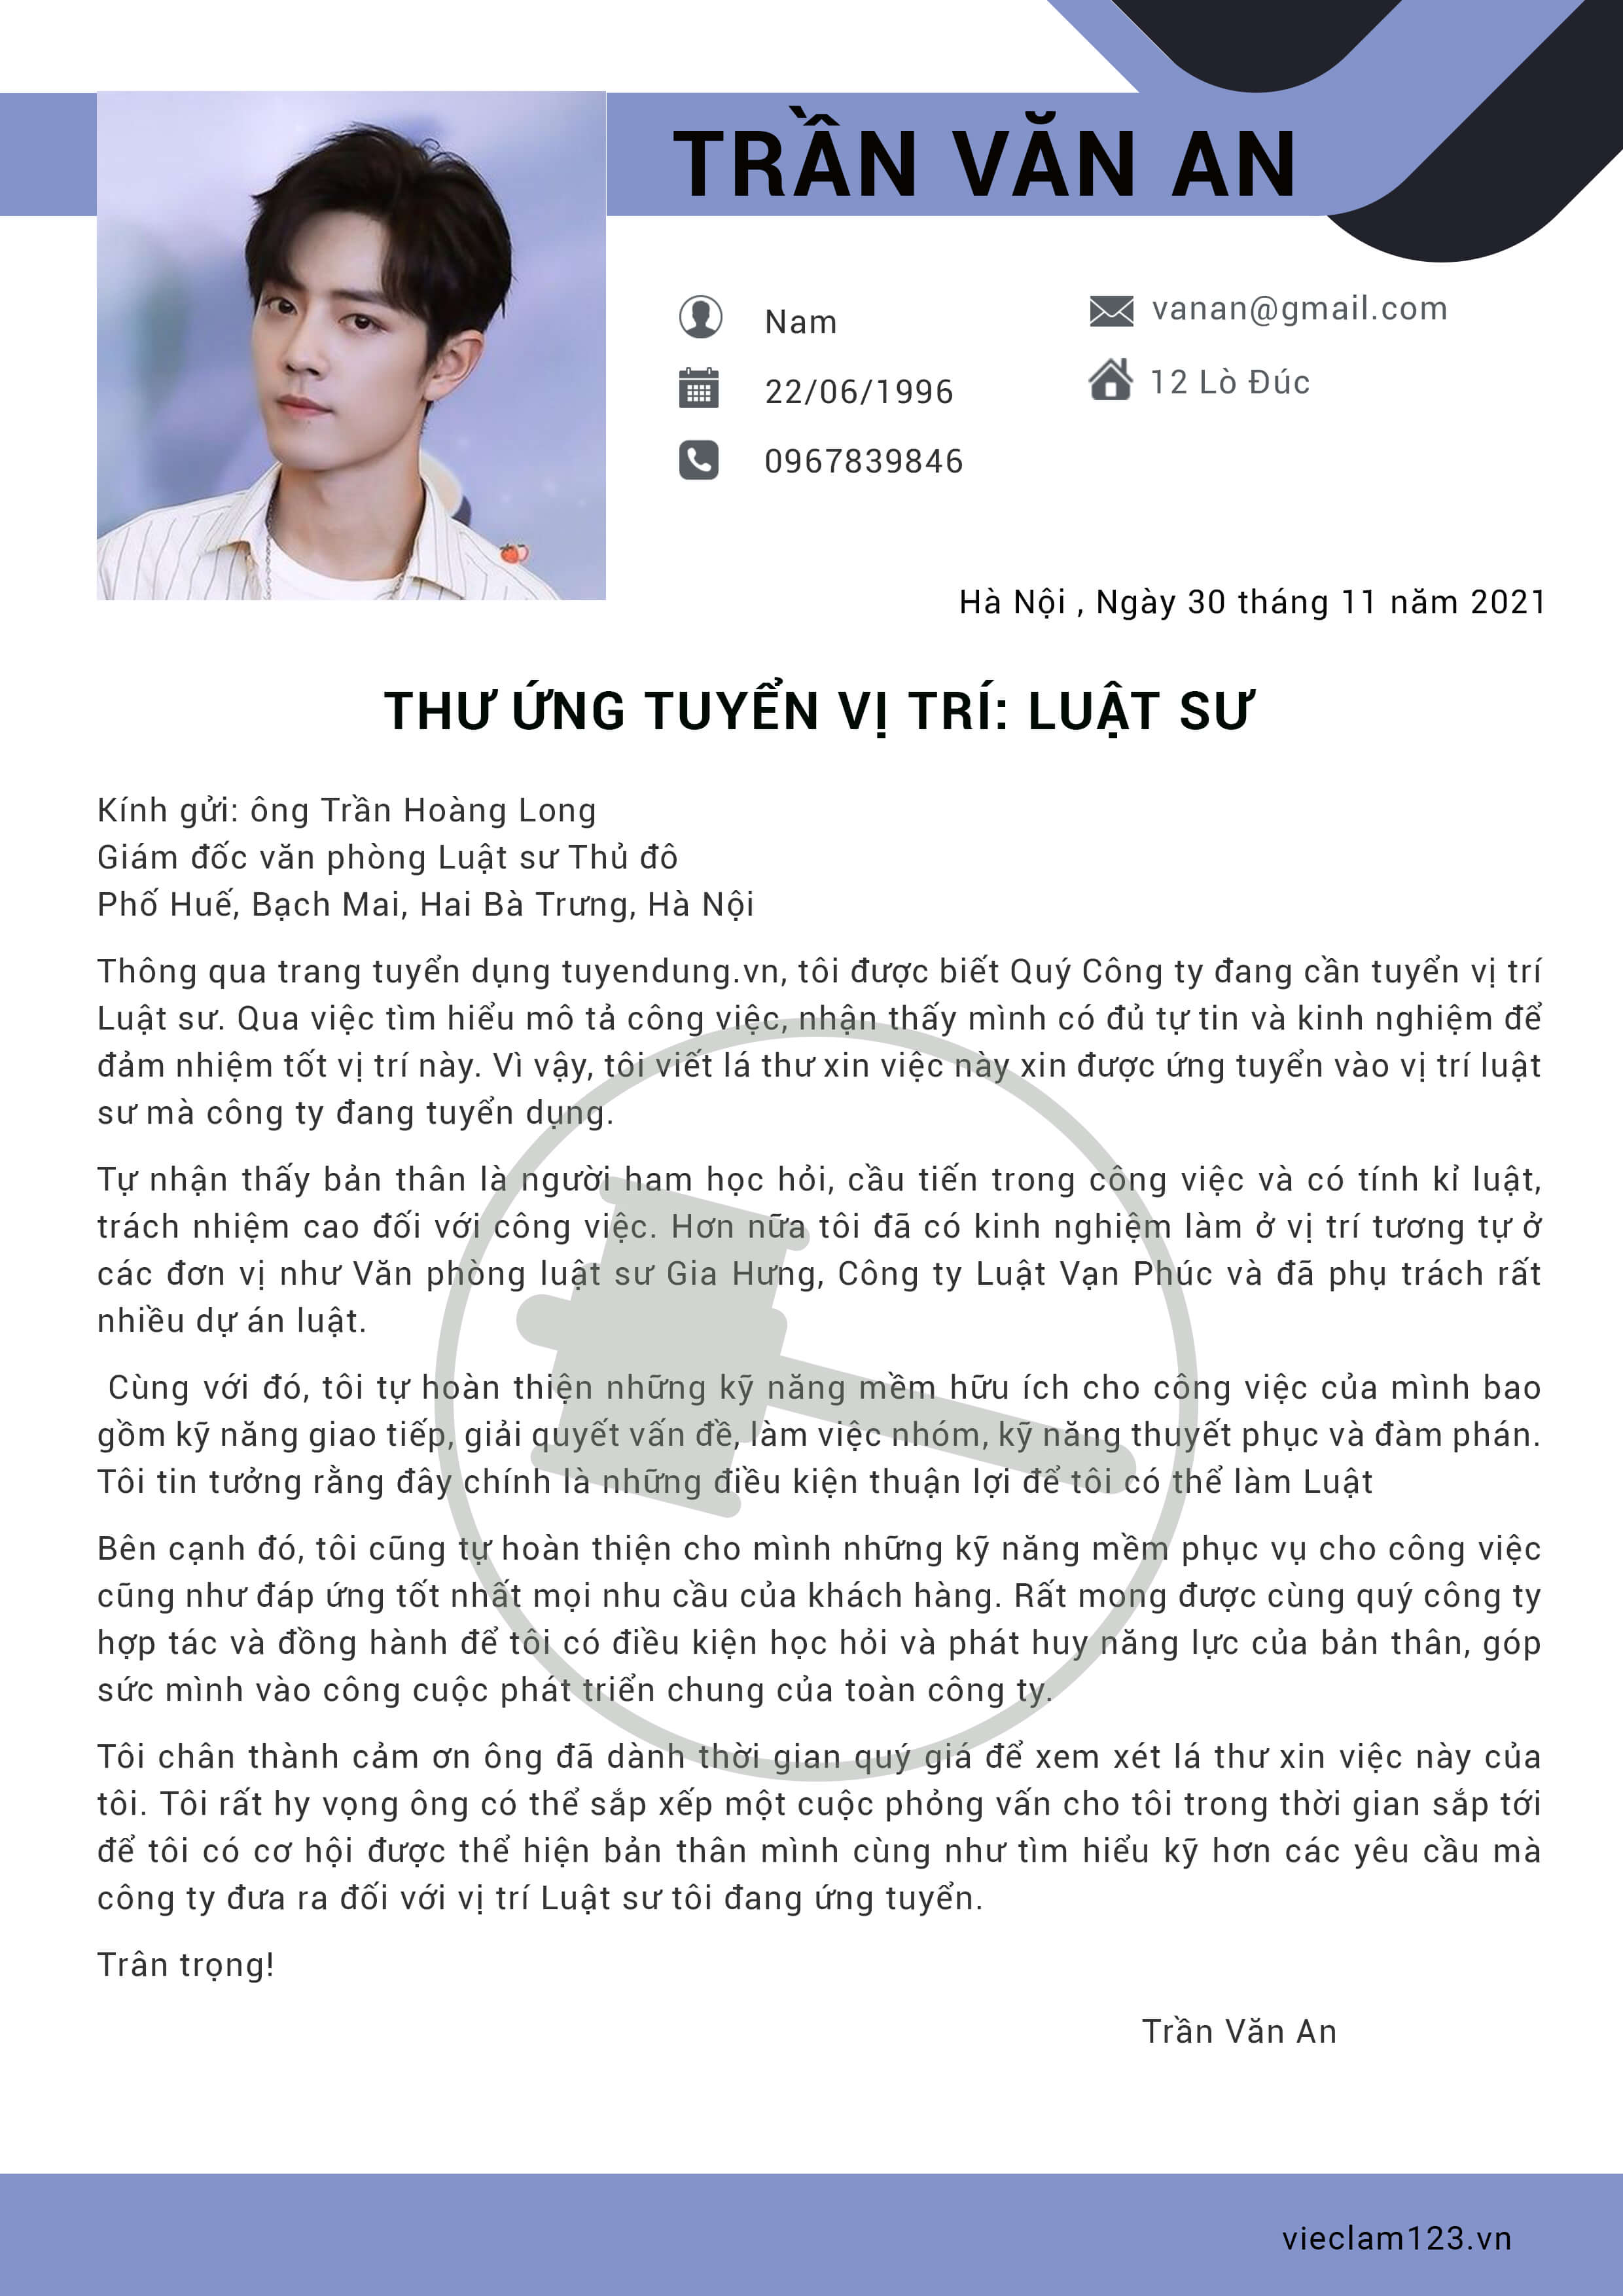 TRẦN VĂN AN
Nam
22/06/1996
0967839846
vanan@gmail.com
12 Lò Đúc
Hà Nội , Ngày 30 tháng 11 năm 2021
THƯ ỨNG TUYỂN VỊ TRÍ: LUẬT SƯ
Kính gửi: ông Trần Hoàng Long
Giám đốc văn phòng Luật sư Thủ đô
Phố Huế, Bạch Mai, Hai Bà Trưng, Hà Nội
Thông qua trang tuyển dụng tuyendung.vn, tôi được biết Quý Công ty đang cần tuyển vị trí
Luật sư. Qua việc tìm hiểu mô tả công việc, nhận thấy mình có đủ tự tin và kinh nghiệm để
đảm nhiệm tốt vị trí này. Vì vậy, tôi viết lá thư xin việc này xin được ứng tuyển vào vị trí luật
sư mà công ty đang tuyển dụng.
Tự nhận thấy bản thân là người ham học hỏi, cầu tiến trong công việc và có tính kỉ luật,
trách nhiệm cao đối với công việc. Hơn nữa tôi đã có kinh nghiệm làm ở vị trí tương tự ở
các đơn vị như Văn phòng luật sư Gia Hưng, Công ty Luật Vạn Phúc và đã phụ trách rất
nhiều dự án luật.
Cùng với đó, tôi tự hoàn thiện những kỹ năng mềm hữu ích cho công việc của mình bao
gồm kỹ năng giao tiếp, giải quyết vấn đề, làm việc nhóm, kỹ năng thuyết phục và đàm phán.
Tôi tin tưởng rằng đây chính là những điều kiện thuận lợi để tôi có thể làm Luật
Bên cạnh đó, tôi cũng tự hoàn thiện cho mình những kỹ năng mềm phục vụ cho công việc
cũng như đáp ứng tốt nhất mọi nhu cầu của khách hàng. Rất mong được cùng quý công ty
hợp tác và đồng hành để tôi có điều kiện học hỏi và phát huy năng lực của bản thân, góp
sức mình vào công cuộc phát triển chung của toàn công ty.
Tôi chân thành cảm ơn ông đã dành thời gian quý giá để xem xét lá thư xin việc này của
tôi. Tôi rất hy vọng ông có thể sắp xếp một cuộc phỏng vấn cho tôi trong thời gian sắp tới
để tôi có cơ hội được thể hiện bản thân mình cùng như tìm hiểu kỹ hơn các yêu cầu mà
công ty đưa ra đối với vị trí Luật sư tôi đang ứng tuyển.
Trân trọng!
Trần Văn An
vieclam123.vn